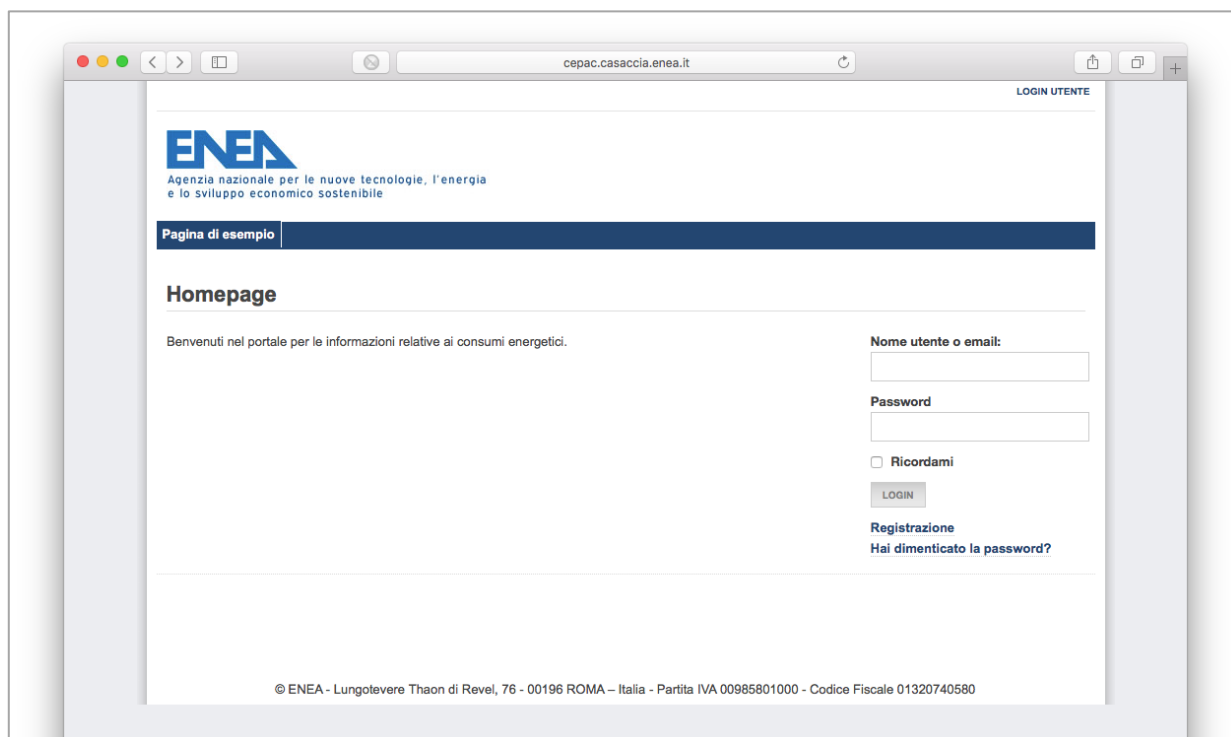 cepac.casaccia.enea.it
LOGIN UTENTE
ENEA
Agenzia nazionale per le nuove tecnologie, l'energia
e lo sviluppo economico sostenibile
Pagina di esempio
Homepage
Benvenuti nel portale per le informazioni relative ai consumi energetici.
Nome utente o email:
Password
Ricordami
LOGIN
Registrazione
Hai dimenticato la password?
© ENEA - Lungotevere Thaon di Revel, 76 - 00196 ROMA – Italia - Partita IVA 00985801000 - Codice Fiscale 01320740580